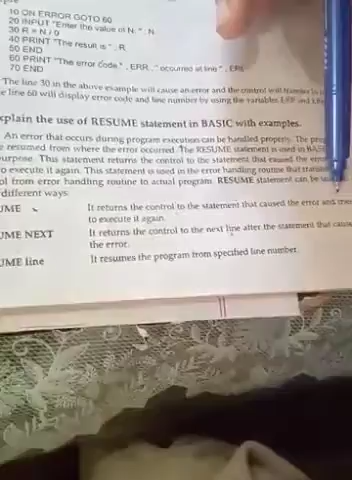 10 ON ERROR GOTO 60
20 INPUT "Enter the value of N: ", N
30 R = N / 0
40 PRINT "The result is ", R
50 END
60 PRINT "The error code ", ERR, " occurred at line ", ERL
70 END
The line 30 in the above example will cause an error and the control will transfer to
e line 60 will display error code and line number by using the variables ERR and
xplain the use of RESUME statement in BASIC with examples.
An error that occurs during program execution can be handled properly. The
e resumed from where the error occurred. The RESUME statement is used in BASI
urpose. This statement returns the control to the statement that caused the error
o execute it again. This statement is used in the error handling routine that
ol from error handling routine to actual program. RESUME statement can be
different ways:
UME It returns the control to the statement that caused the error and tries
to execute it again.
UME NEXT It returns the control to the next line after the statement that cause
the error.
UME line It resumes the program from specified line number.